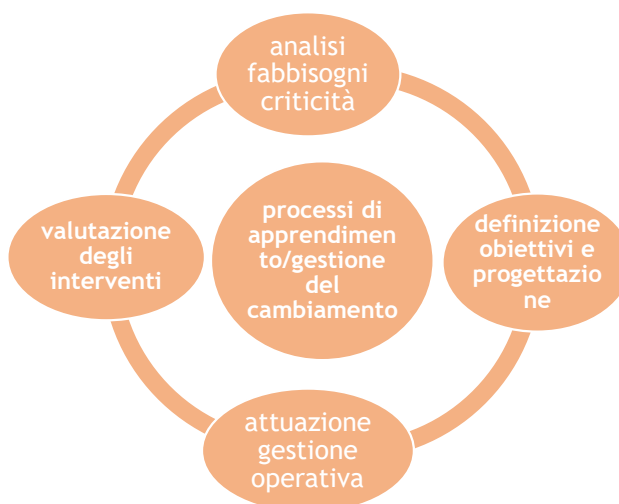 analisi
fabbisogni
criticità
valutazione
degli
interventi
processi di
apprendimen
to/gestione
del
cambiamento
definizione
obiettivi e
progettazio
ne
attuazione
gestione
operativa